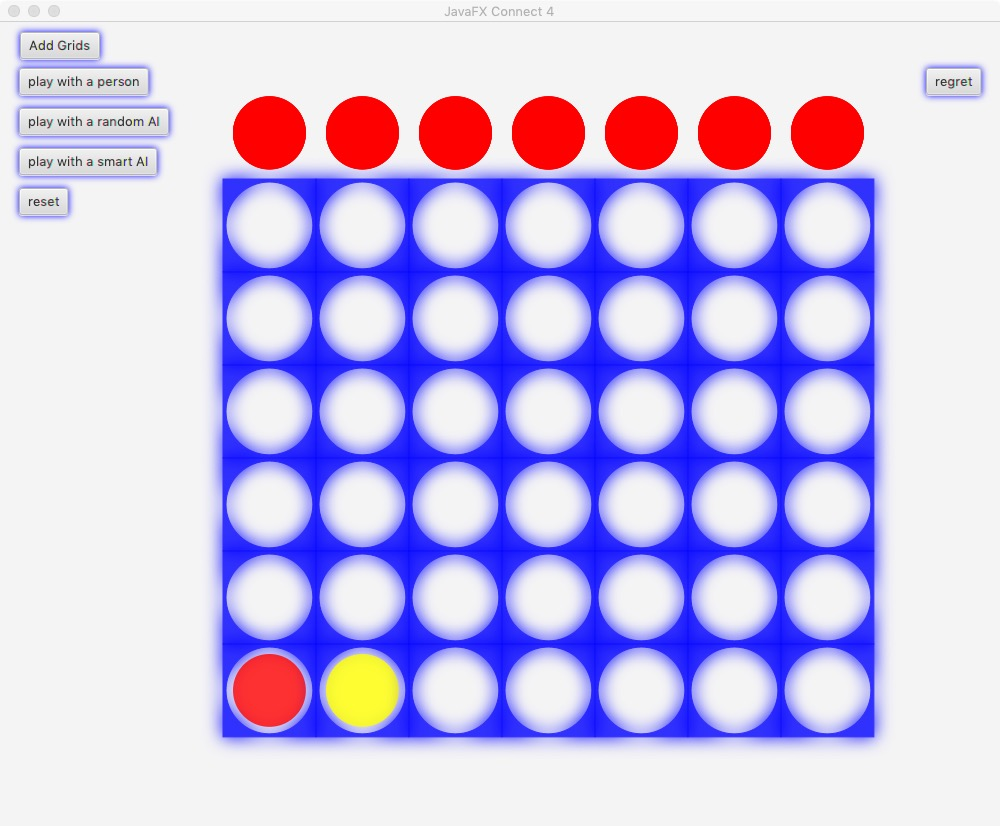 JavaFX Connect 4
Add Grids
play with a person
regret
play with a random AI
play with a smart AI
reset